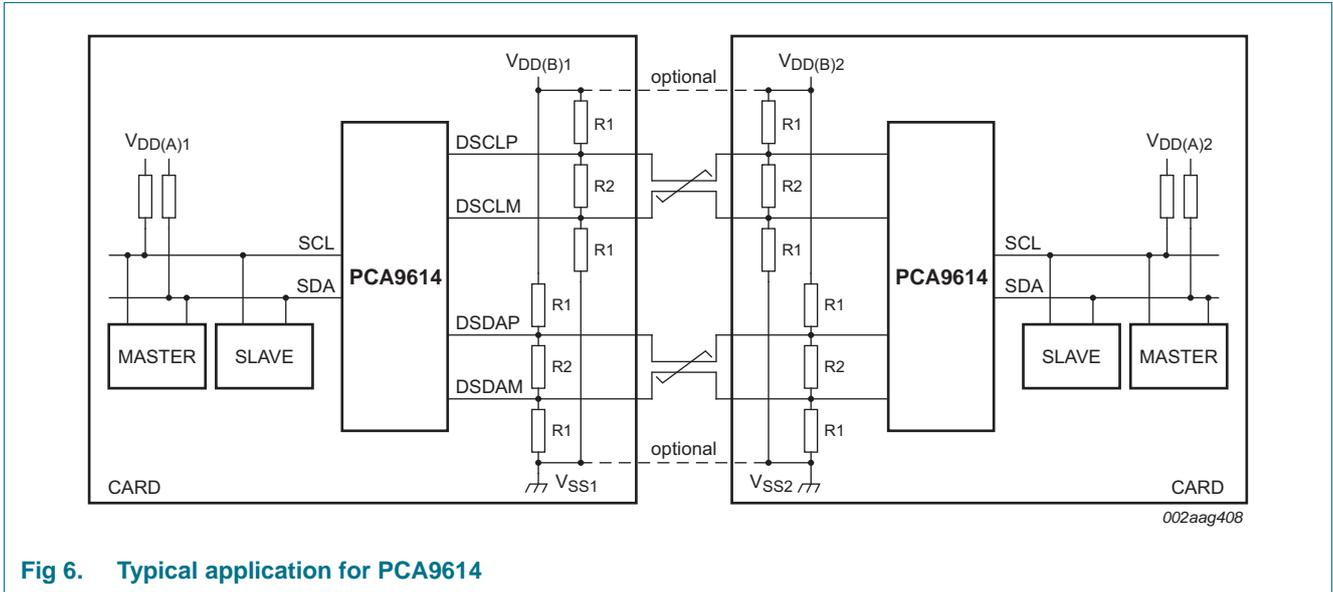 VDD(B)1
optional
VDD(B)2
R1
R1
VDD(A)1
DSCLP
VDD(A)2
R2
R2
DSCLM
SCL
R1
R1
SCL
PCA9614
PCA9614
SDA
SDA
R1
R1
DSDAP
MASTER
SLAVE
R2
R2
SLAVE
MASTER
DSDAM
R1
R1
optional
CARD
VSS1
VSS2
CARD
002aag408
Fig 6. Typical application for PCA9614